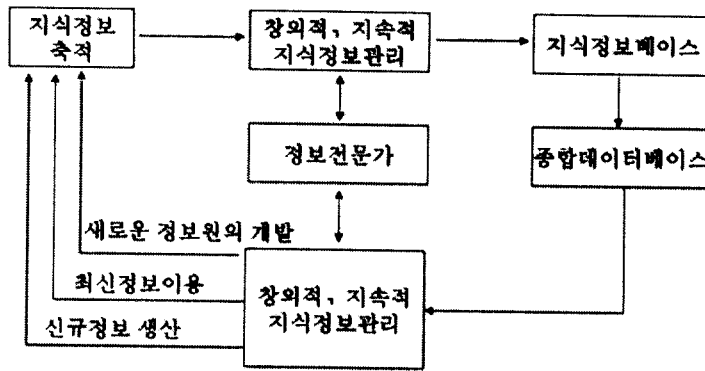 지식정보
축적
창의적, 지속적
지식정보관리
지식정보베이스
정보전문가
종합데이터베이스
새로운 정보원의 개발
최신정보이용
신규정보 생산
창의적, 지속적
지식정보관리